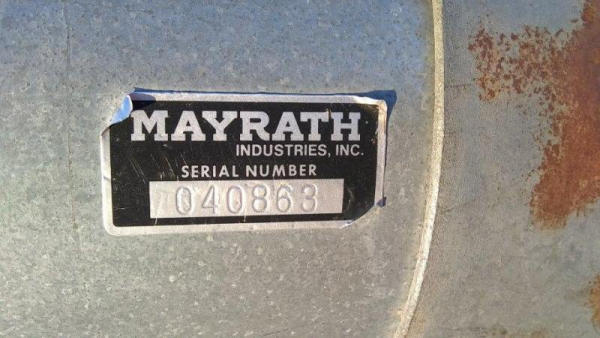 MAYRATH
INDUSTRIES, INC.
SERIAL NUMBER
040863